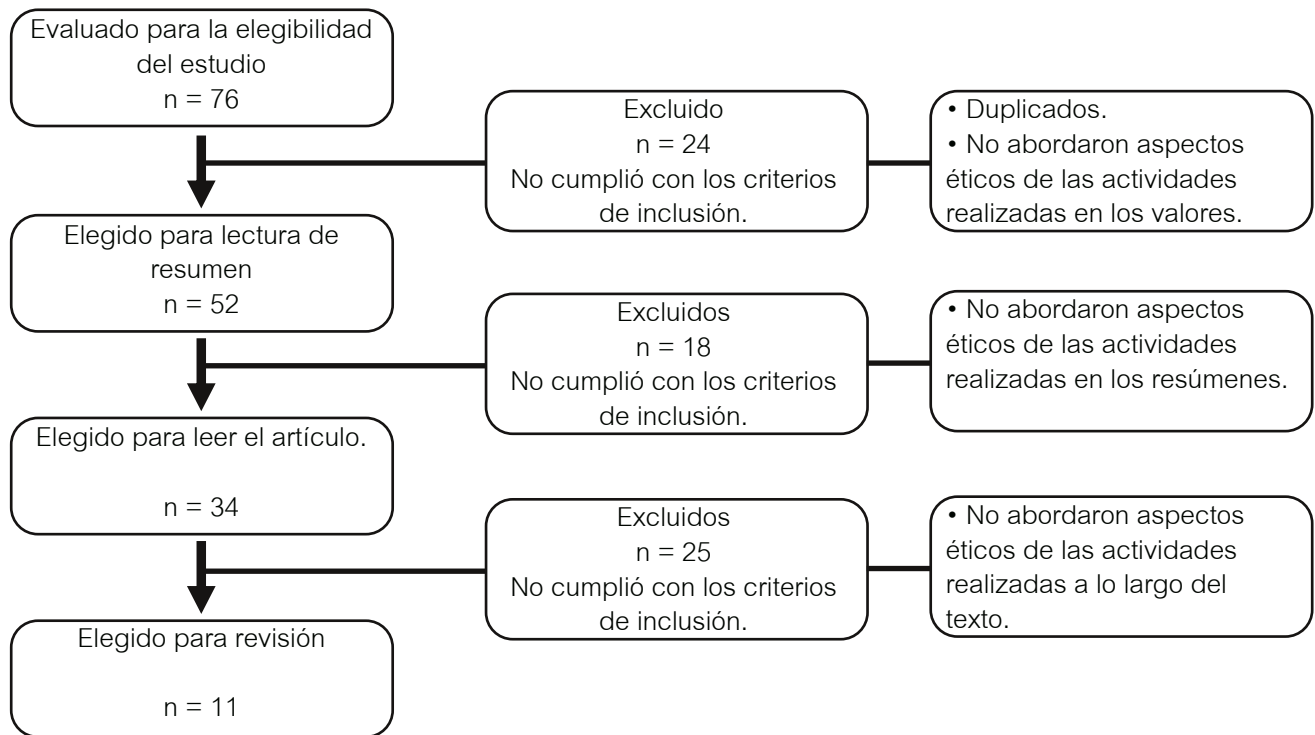 Evaluado para la elegibilidad
del estudio
n = 76
Excluido
n = 24
No cumplió con los criterios
de inclusión.
• Duplicados.
• No abordaron aspectos
éticos de las actividades
realizadas en los valores.
Elegido para lectura de
resumen
n = 52
Excluidos
n = 18
No cumplió con los criterios
de inclusión.
• No abordaron aspectos
éticos de las actividades
realizadas en los resúmenes.
Elegido para leer el artículo.
n = 34
Excluidos
n = 25
No cumplió con los criterios
de inclusión.
• No abordaron aspectos
éticos de las actividades
realizadas a lo largo del
texto.
Elegido para revisión
n = 11